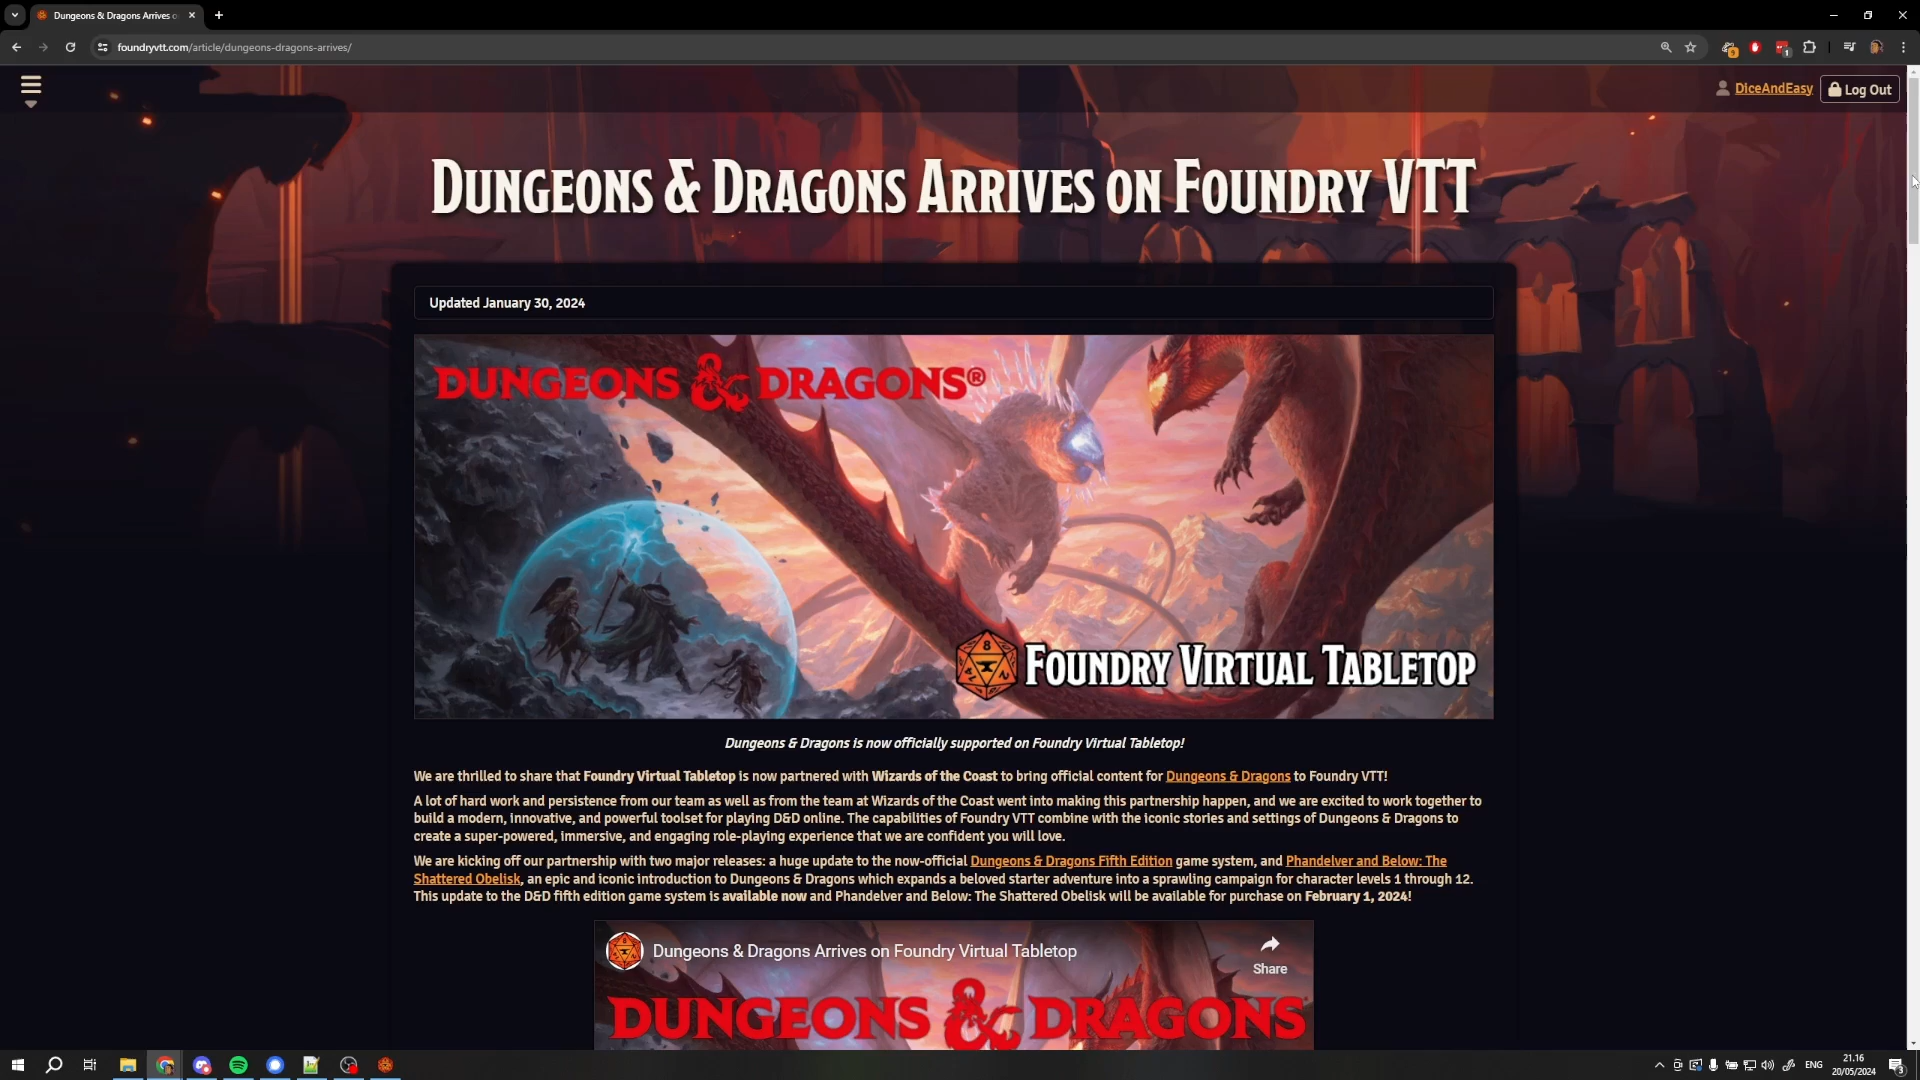 Dungeons & Dragons Arrives o
foundryvtt.com/article/dungeons-dragons-arrives/
DiceAndEasy
Log Out
DUNGEONS & DRAGONS ARRIVES ON FOUNDRY VTT
Updated January 30, 2024
DUNGEONS & DRAGONS®
FOUNDRY VIRTUAL TABLETOP
Dungeons & Dragons is now officially supported on Foundry Virtual Tabletop!
We are thrilled to share that Foundry Virtual Tabletop is now partnered with Wizards of the Coast to bring official content for Dungeons & Dragons to Foundry VTT!
A lot of hard work and persistence from our team as well as from the team at Wizards of the Coast went into making this partnership happen, and we are excited to work together to
build a modern, innovative, and powerful toolset for playing D&D online. The capabilities of Foundry VTT combine with the iconic stories and settings of Dungeons & Dragons to
create a super-powered, immersive, and engaging role-playing experience that we are confident you will love.
We are kicking off our partnership with two major releases: a huge update to the now-official Dungeons & Dragons Fifth Edition game system, and Phandelver and Below: The
Shattered Obelisk, an epic and iconic introduction to Dungeons & Dragons which expands a beloved starter adventure into a sprawling campaign for character levels 1 through 12.
This update to the D&D fifth edition game system is available now and Phandelver and Below: The Shattered Obelisk will be available for purchase on February 1, 2024!
Dungeons & Dragons Arrives on Foundry Virtual Tabletop
Share
DUNGEONS & DRAGONS
ENG
21.16
20/05/2024